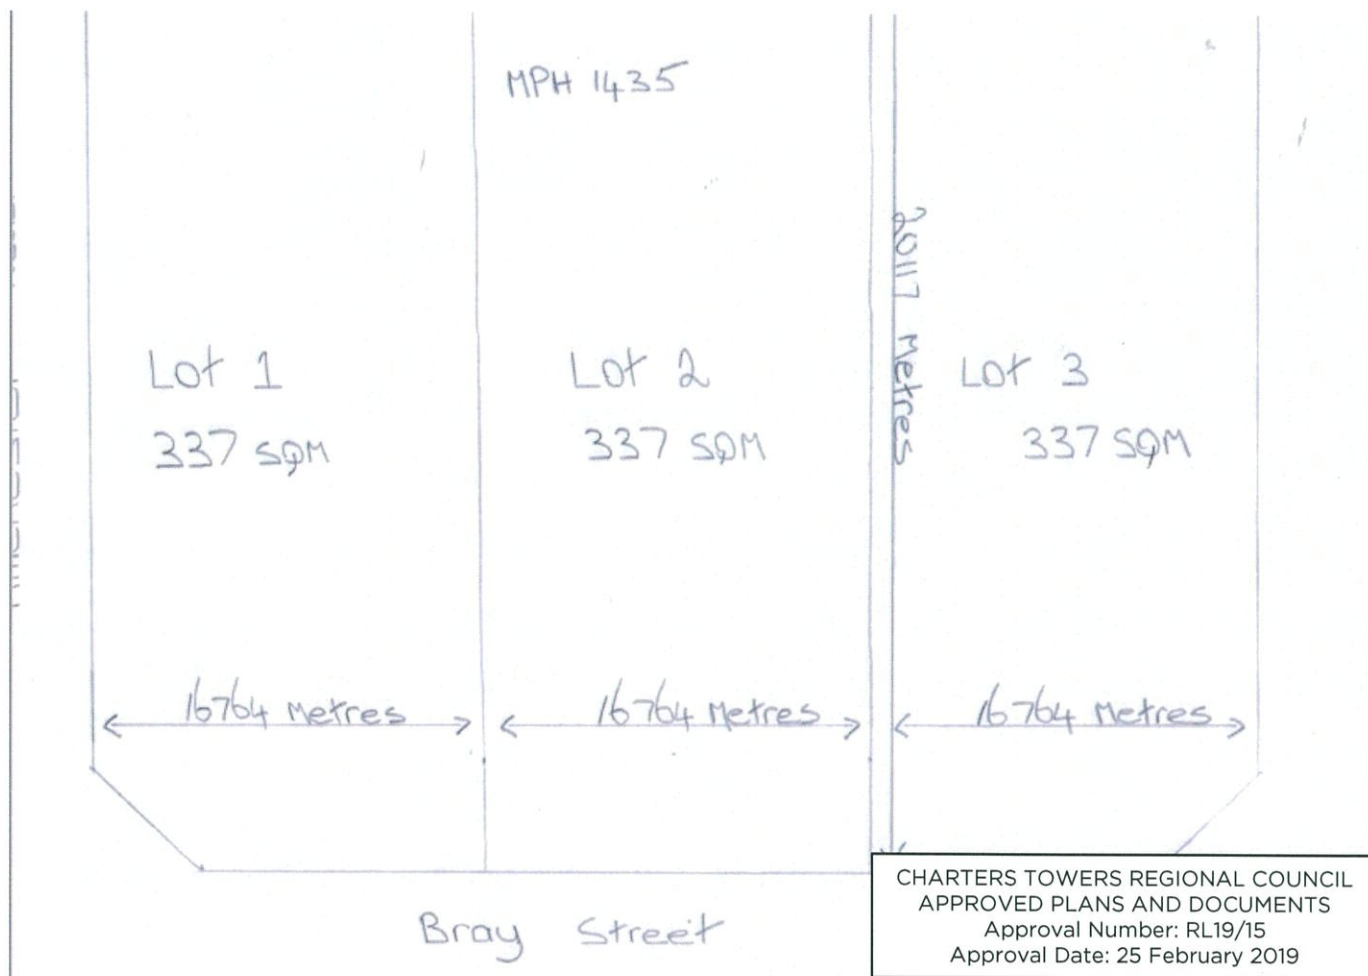 MPH 1435
20117 Metres
Lot 1
337 SQM
Lot 2
337 SQM
Lot 3
337 SQM
16764 Metres
16764 Metres
16764 Metres
Bray Street
CHARTERS TOWERS REGIONAL COUNCIL
APPROVED PLANS AND DOCUMENTS
Approval Number: RL19/15
Approval Date: 25 February 2019